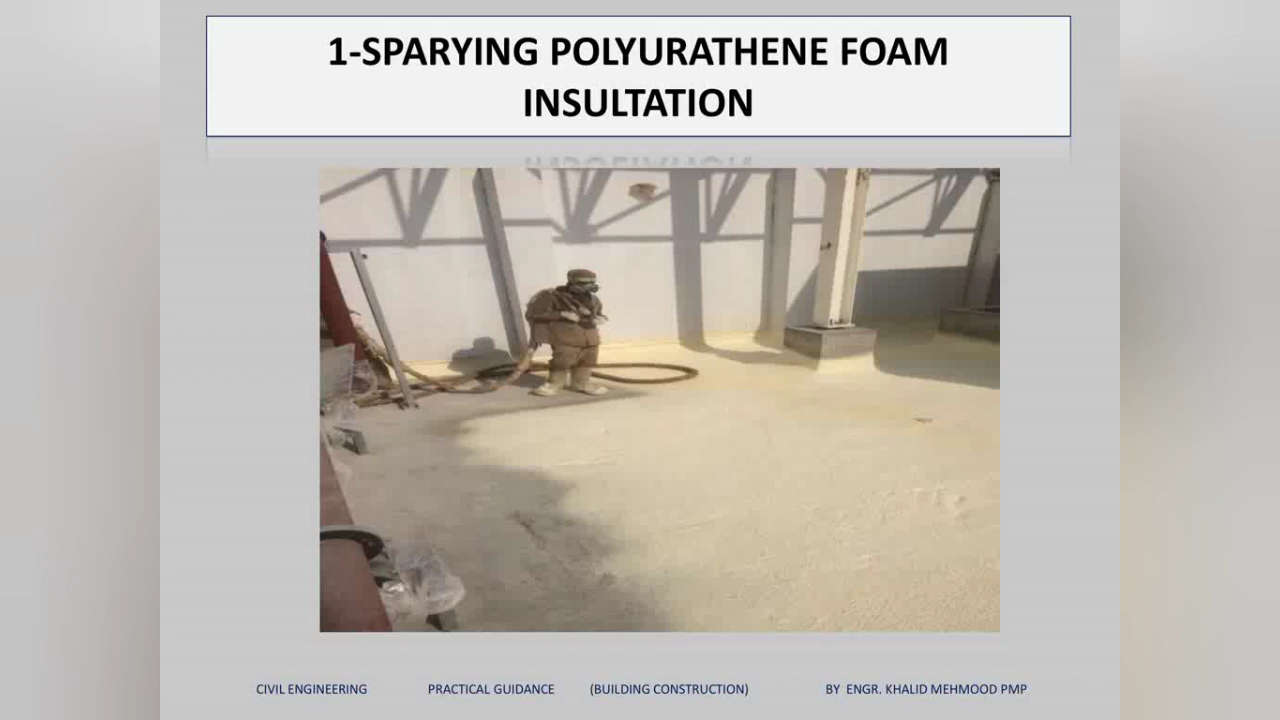 1-SPARYING POLYURATHENE FOAM
INSULTATION
CIVIL ENGINEERING PRACTICAL GUIDANCE (BUILDING CONSTRUCTION) BY ENGR. KHALID MEHMOOD PMP